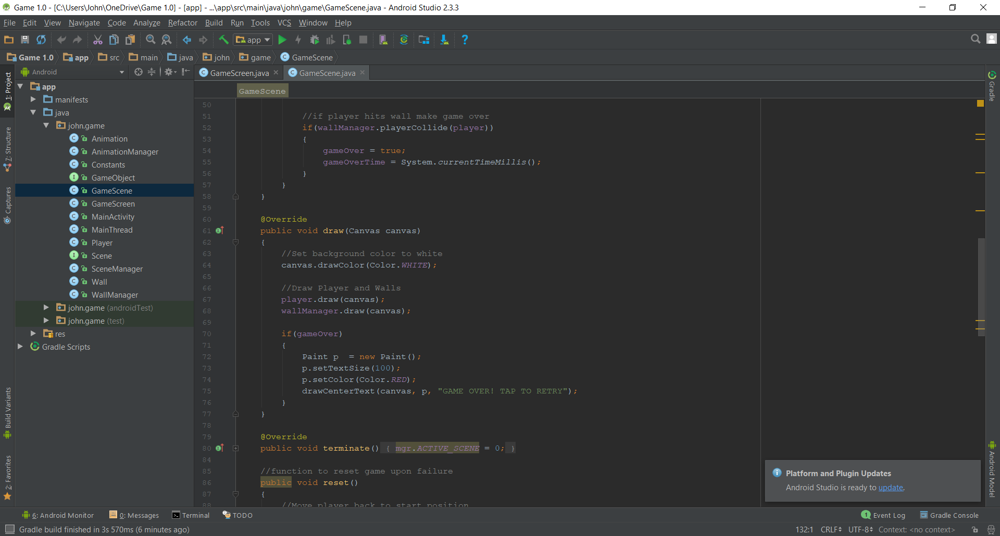 Game 1.0 - [C:\Users\John\OneDrive\Game 1.0] - [app] - ...\app\src\main\java\john\game\GameScene.java - Android Studio 2.3.3
File Edit View Navigate Code Analyze Refactor Build Run Tools VCS Window Help
app
Game 1.0 app src main java john game GameScene
Android
GameScreen.java GameScene.java
1: Project
7: Structure
Captures
Build Variants
2: Favorites
app
manifests
java
john.game
Animation
AnimationManager
Constants
GameObject
GameScene
GameScreen
MainActivity
MainThread
Player
Scene
SceneManager
Wall
WallManager
john.game (androidTest)
john.game (test)
res
Gradle Scripts
GameScene
50
51 //if player hits wall make game over
52 if(wallManager.playerCollide(player))
53 {
54 gameOver = true;
55 gameOverTime = System.currentTimeMillis();
56 }
57 }
58 }
59
60 @Override
61 public void draw(Canvas canvas)
62 {
63 //Set background color to white
64 canvas.drawColor(Color.WHITE);
65
66 //Draw Player and Walls
67 player.draw(canvas);
68 wallManager.draw(canvas);
69
70 if(gameOver)
71 {
72 Paint p  = new Paint();
73 p.setTextSize(100);
74 p.setColor(Color.RED);
75 drawCenterText(canvas, p, "GAME OVER! TAP TO RETRY");
76 }
77 }
78
79 @Override
80 public void terminate() { mgr.ACTIVE_SCENE = 0; }
84
85 //function to reset game upon failure
86 public void reset()
87 {
88 //Move player back to start position
Gradle
Android Model
Platform and Plugin Updates
Android Studio is ready to update.
6: Android Monitor 0: Messages Terminal TODO
1 Event Log Gradle Console
Gradle build finished in 3s 570ms (6 minutes ago)
132:1 CRLF UTF-8 Context: <no context>